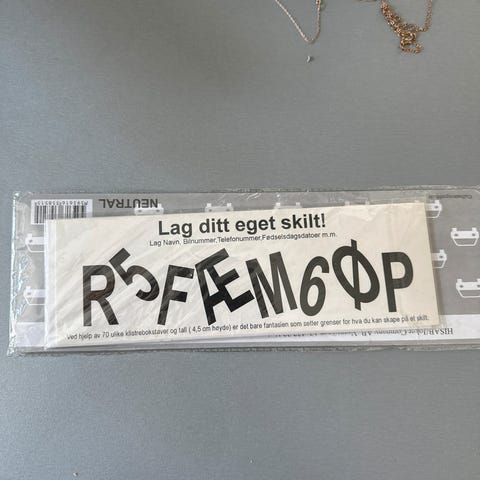 Lag ditt eget skilt!
Lag Navn, Bilnummer,Telefonummer,Fødselsdagsdatoer m.m.
R5FÆM6ØP
Ved hjelp av 70 ulike klistrebokstaver og tall ( 4,5 cm høyde) er det bare fantasien som setter grenser for hva du kan skape på et skilt.
NEUTRAL